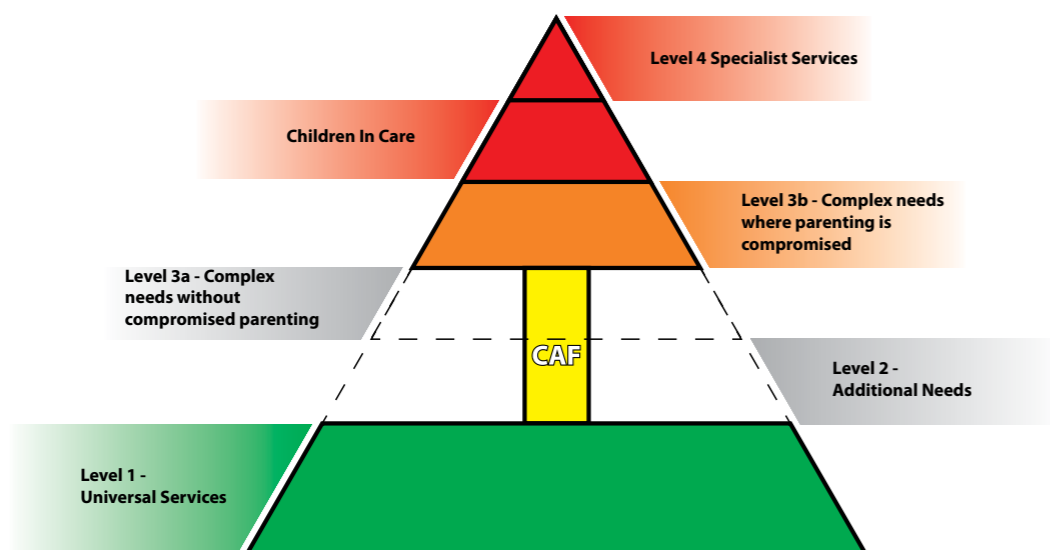 Level 4 Specialist Services
Children In Care
Level 3b - Complex needs
where parenting is
compromised
Level 3a - Complex
needs without
compromised parenting
CAF
Level 2 -
Additional Needs
Level 1 -
Universal Services